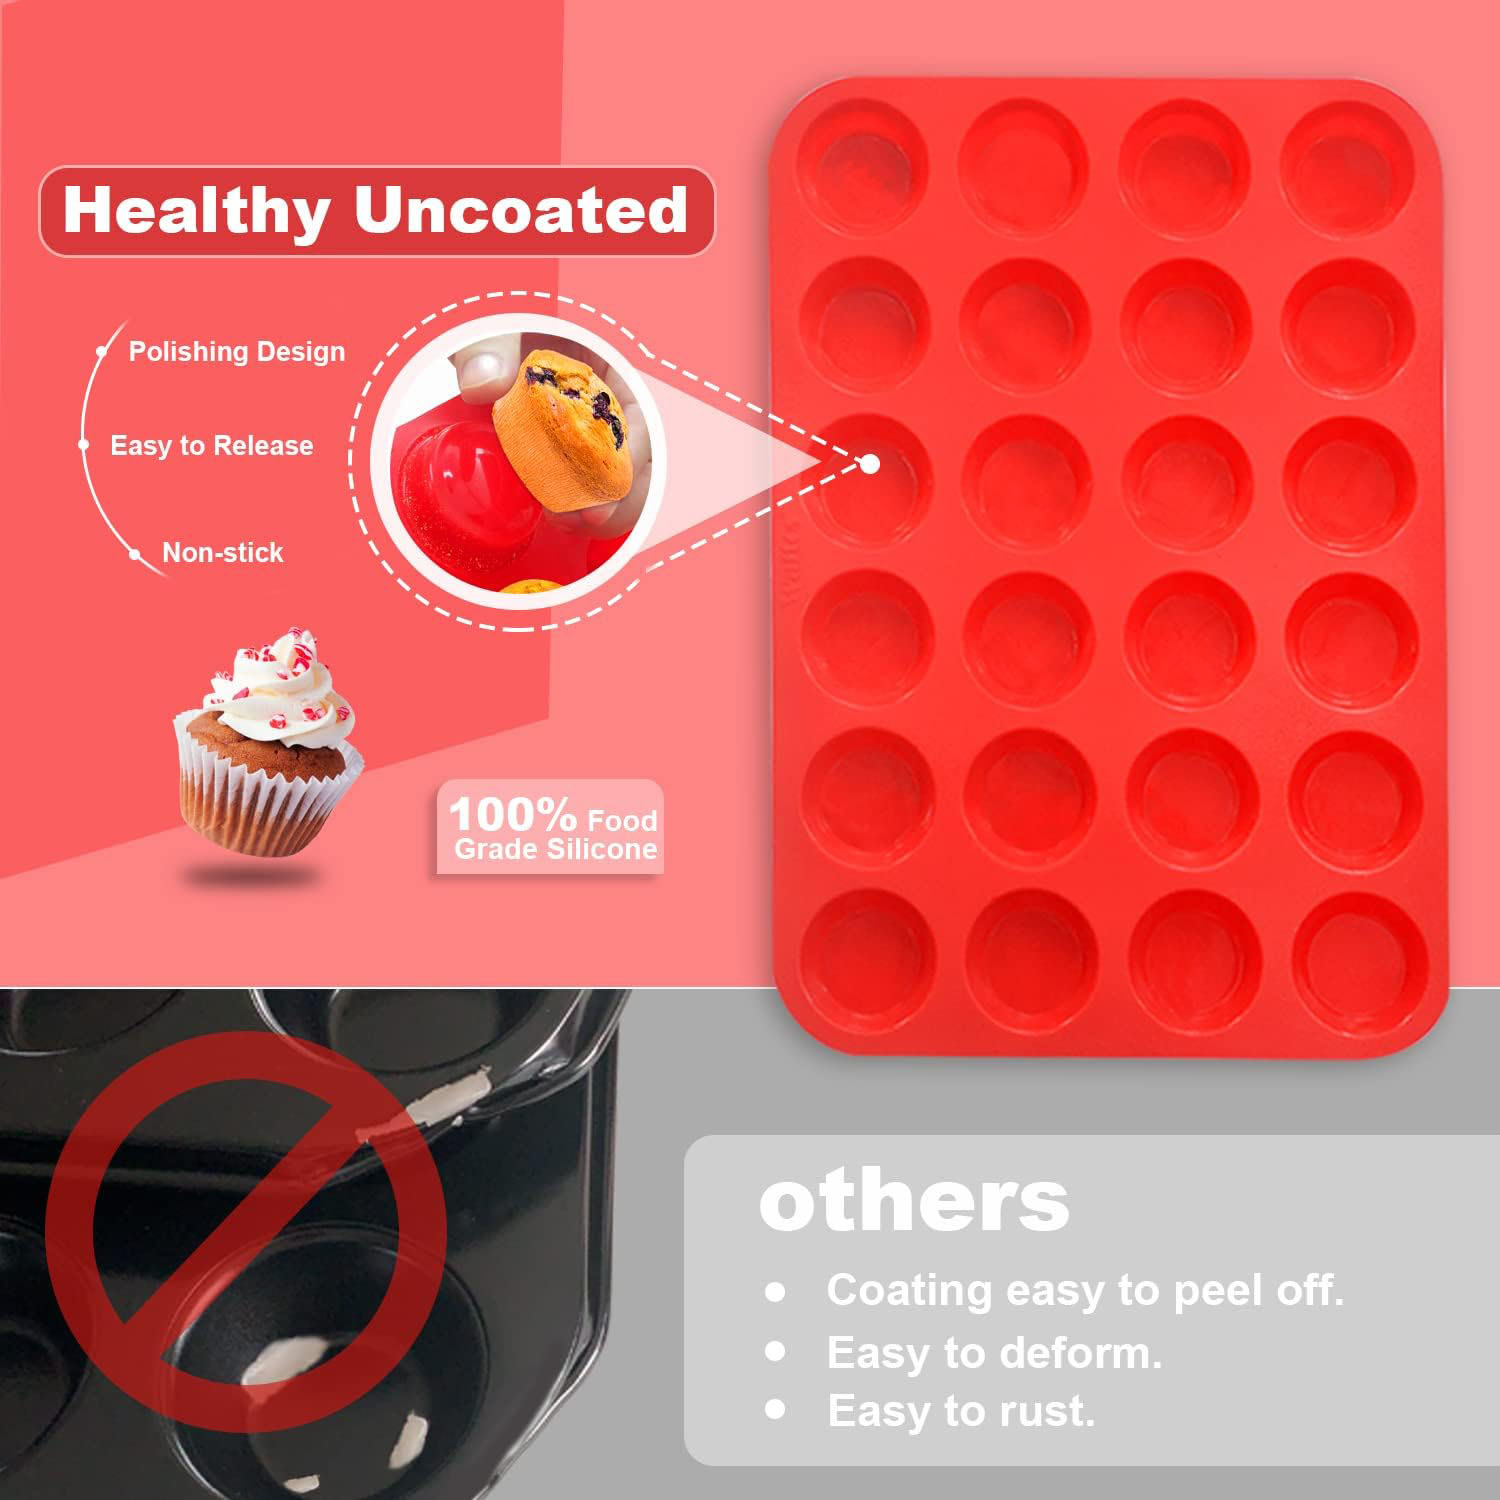 Healthy Uncoated
Polishing Design
Easy to Release
Non-stick
100% Food
Grade Silicone
others
Coating easy to peel off.
Easy to deform.
Easy to rust.